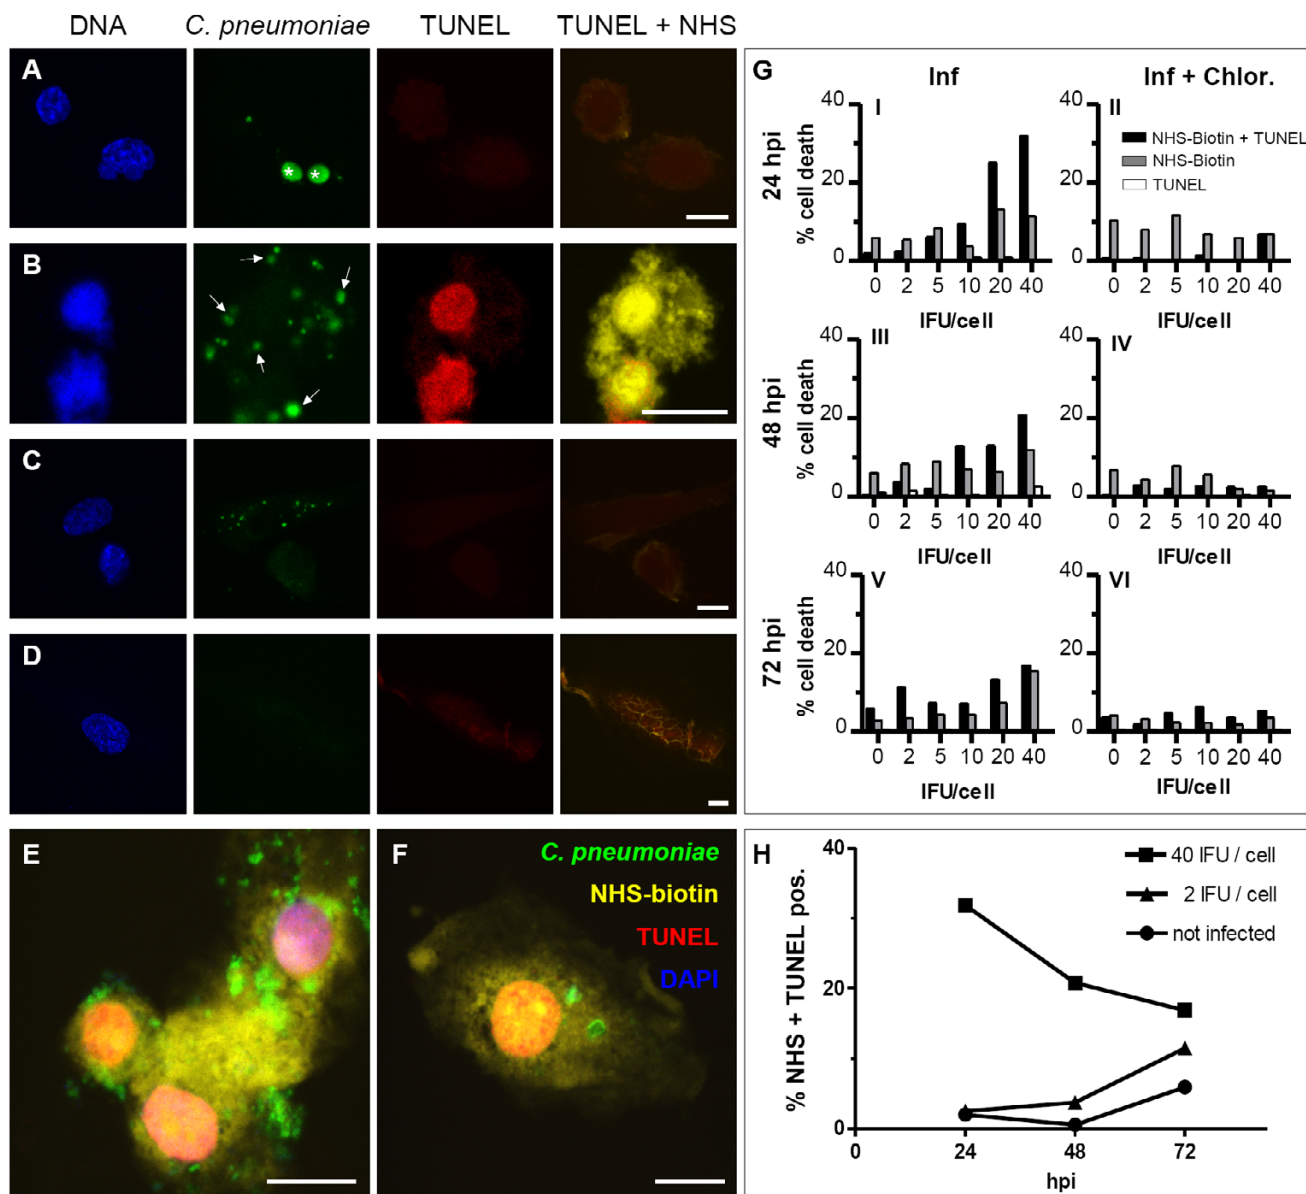 DNA C. pneumoniae TUNEL TUNEL + NHS
A
* *
B
C
D
E
F
C. pneumoniae
NHS-biotin
TUNEL
DAPI
G Inf Inf + Chlor.
24 hpi
I
% cell death
40
20
0
0 2 5 10 20 40
IFU/cell
II
NHS-Biotin + TUNEL
NHS-Biotin
TUNEL
% cell death
40
20
0
0 2 5 10 20 40
IFU/cell
48 hpi
III
% cell death
40
20
0
0 2 5 10 20 40
IFU/cell
IV
% cell death
40
20
0
0 2 5 10 20 40
IFU/cell
72 hpi
V
% cell death
40
20
0
0 2 5 10 20 40
IFU/cell
VI
% cell death
40
20
0
0 2 5 10 20 40
IFU/cell
H
% NHS + TUNEL pos.
40
20
0
40 IFU / cell
2 IFU / cell
not infected
0 24 48 72
hpi